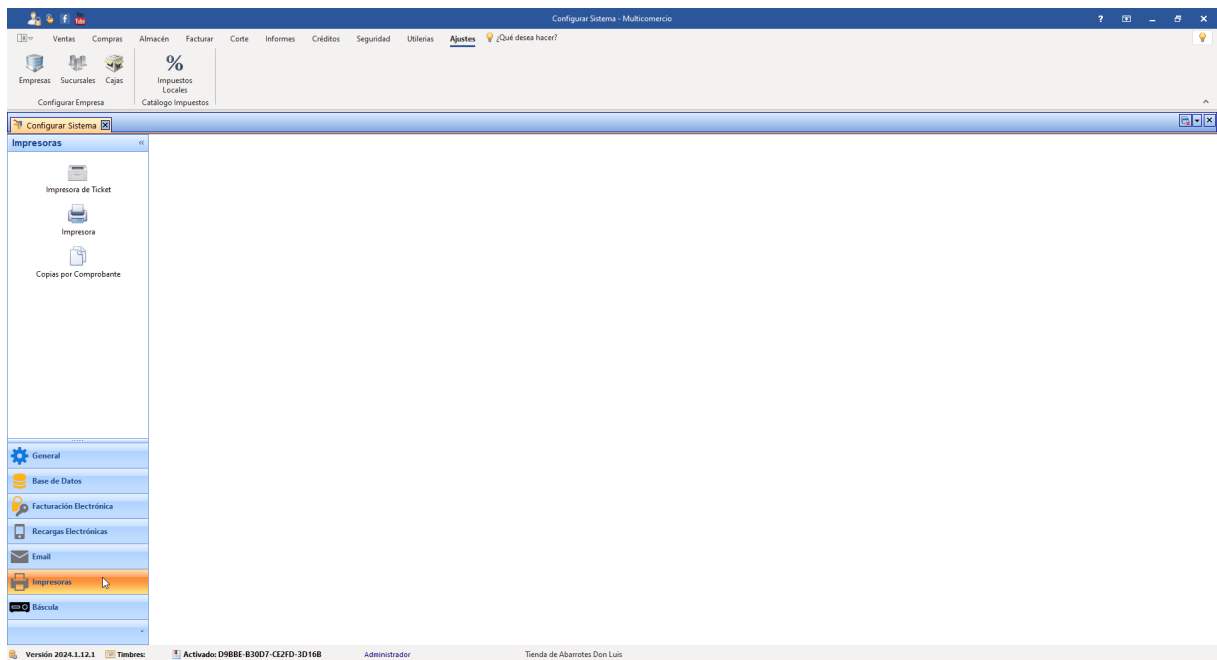 Configurar Sistema - Multicomercio
Ventas Compras Almacén Facturar Corte Informes Créditos Seguridad Utilerias Ajustes ¿Qué desea hacer?
Empresas Sucursales Cajas Impuestos Locales
Configurar Empresa Catálogo Impuestos
Configurar Sistema
Impresoras
Impresora de Ticket
Impresora
Copias por Comprobante
General
Base de Datos
Facturación Electrónica
Recargas Electrónicas
Email
Impresoras
Báscula
Versión 2024.1.12.1 Timbres: Activado: D9BBE-B30D7-CE2FD-3D16B Administrador Tienda de Abarrotes Don Luis